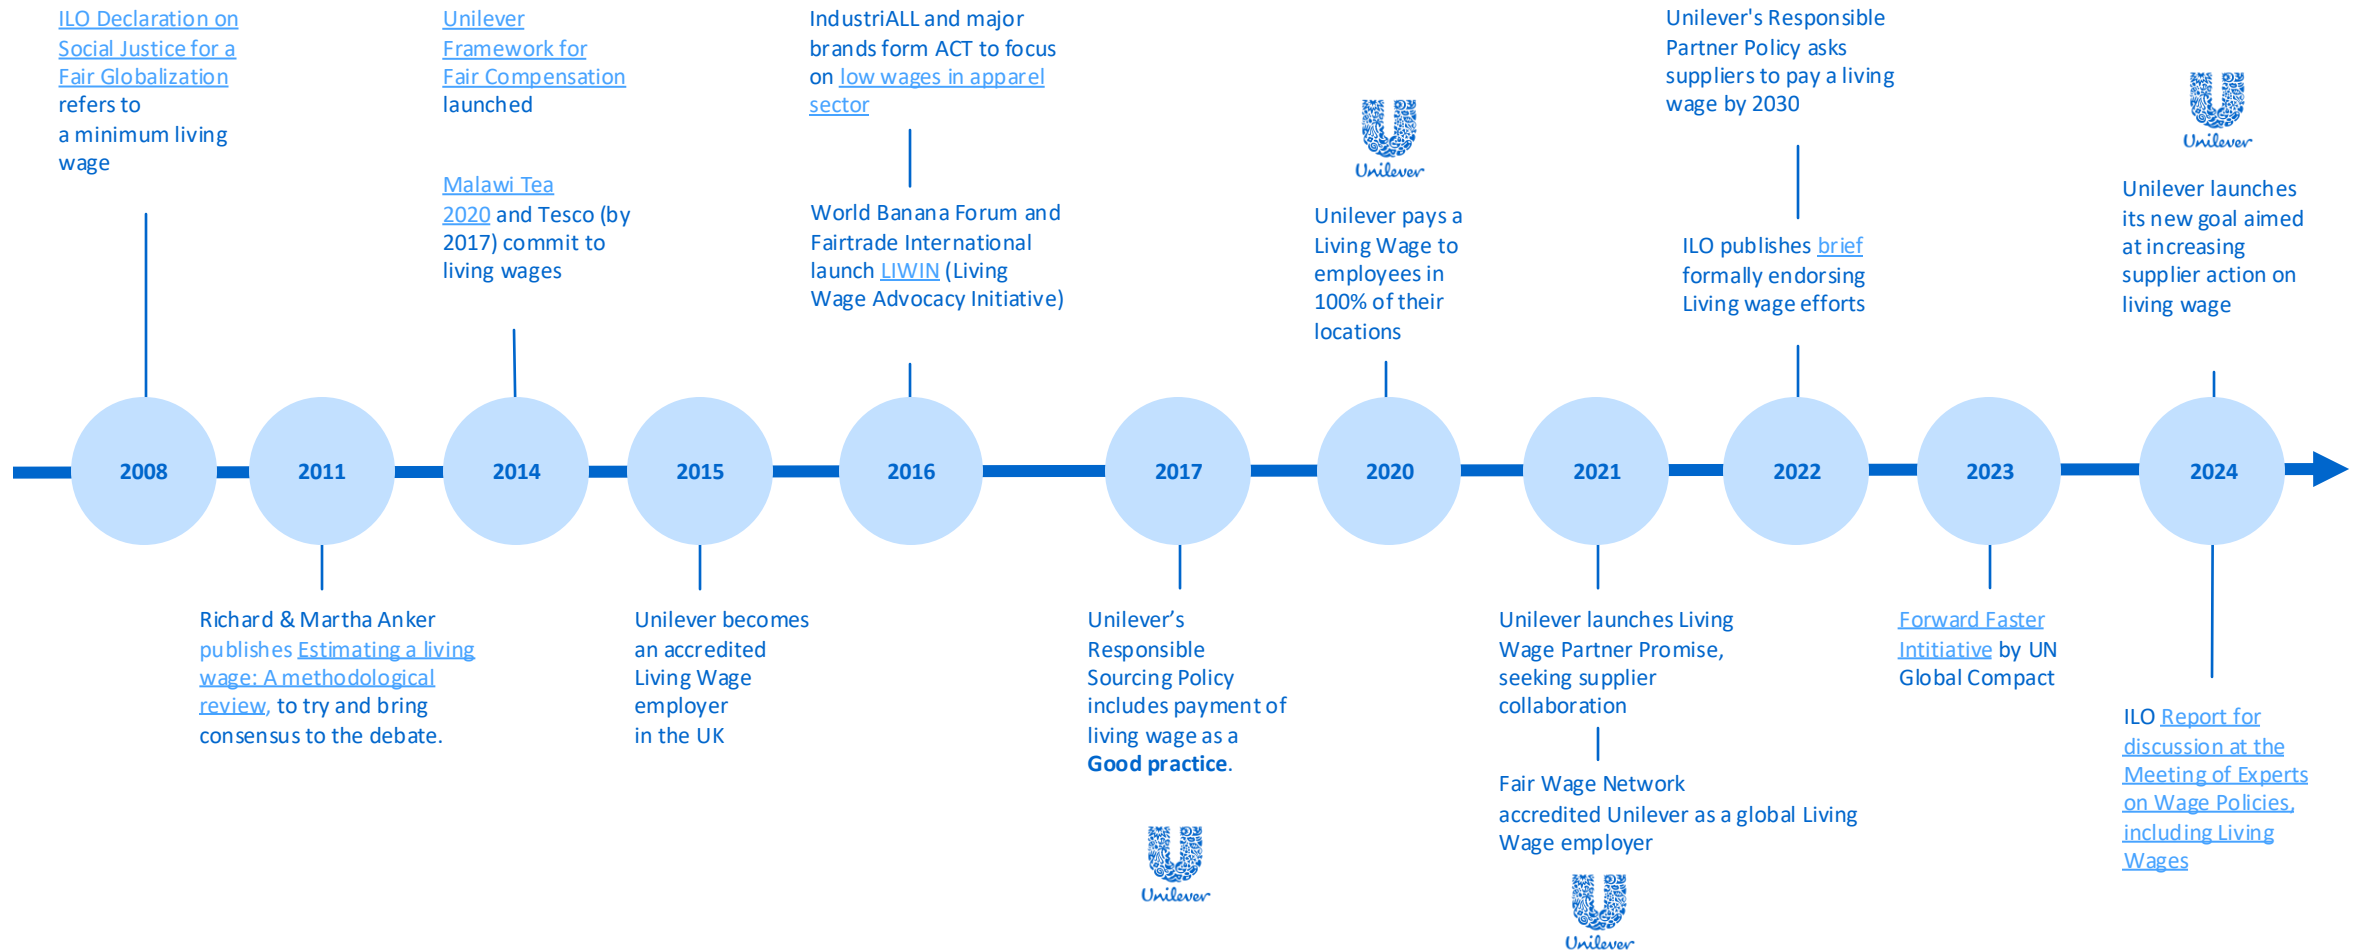 ILO Declaration on
Social Justice for a
Fair Globalization
refers to
a minimum living
wage
Unilever
Framework for
Fair Compensation
launched
Malawi Tea
2020 and Tesco (by
2017) commit to
living wages
IndustriALL and major
brands form ACT to focus
on low wages in apparel
sector
World Banana Forum and
Fairtrade International
launch LIWIN (Living
Wage Advocacy Initiative)
Unilever
Unilever pays a
Living Wage to
employees in
100% of their
locations
Unilever's Responsible
Partner Policy asks
suppliers to pay a living
wage by 2030
ILO publishes brief
formally endorsing
Living wage efforts
Unilever
Unilever launches
its new goal aimed
at increasing
supplier action on
living wage
2008
2011
2014
2015
2016
2017
2020
2021
2022
2023
2024
Richard & Martha Anker
publishes Estimating a living
wage: A methodological
review, to try and bring
consensus to the debate.
Unilever becomes
an accredited
Living Wage
employer
in the UK
Unilever’s
Responsible
Sourcing Policy
includes payment of
living wage as a
Good practice.
Unilever
Unilever launches Living
Wage Partner Promise,
seeking supplier
collaboration
Fair Wage Network
accredited Unilever as a global Living
Wage employer
Unilever
Forward Faster
Intitiative by UN
Global Compact
ILO Report for
discussion at the
Meeting of Experts
on Wage Policies,
including Living
Wages